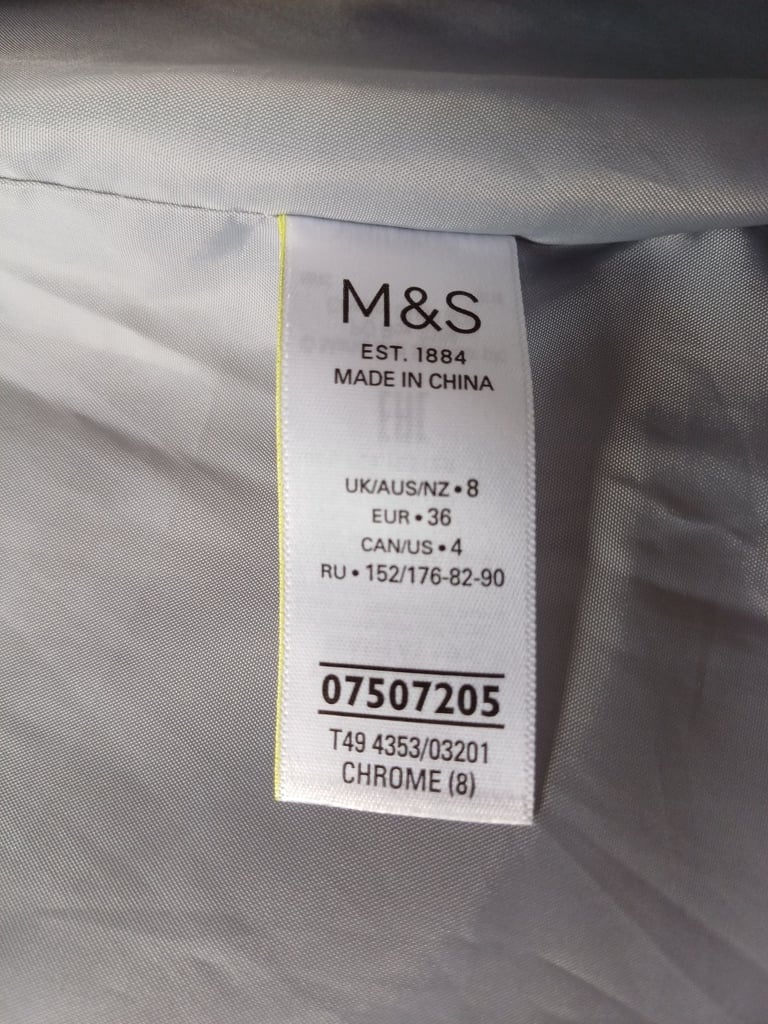 M&S
EST. 1884
MADE IN CHINA
UK/AUS/NZ • 8
EUR • 36
CAN/US • 4
RU • 152/176-82-90
07507205
T49 4353/03201
CHROME (8)